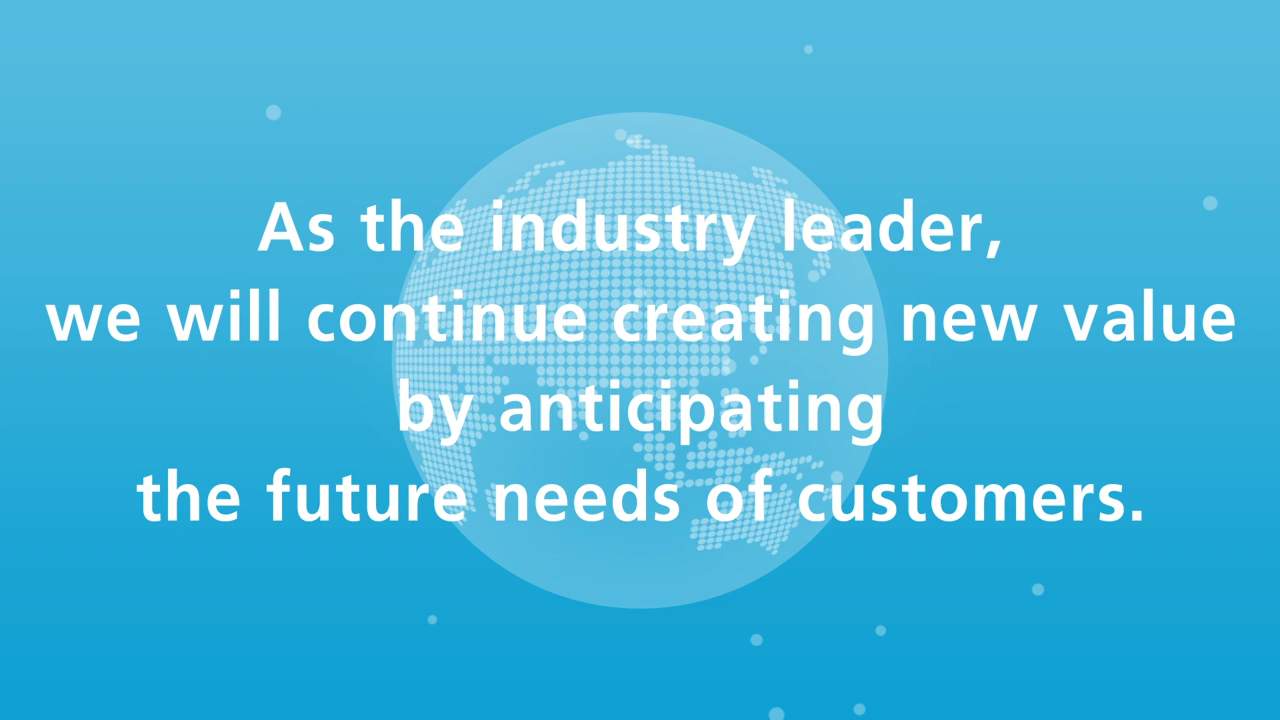 As the industry leader,
we will continue creating new value
by anticipating
the future needs of customers.